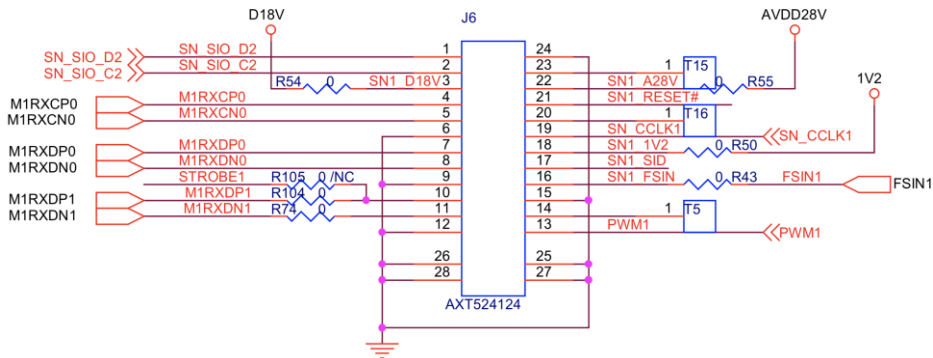 D18V
J6
AVDD28V
SN_SIO_D2 SN_SIO_D2 1 24
SN_SIO_C2 SN_SIO_C2 2 23 1 T15
R54 0 SN1_D18V 3 22 SN1_A28V 0 R55
1V2
M1RXCP0 M1RXCP0 4 21 SN1_RESET#
M1RXCN0 M1RXCN0 5 20 1 T16
6 19 SN_CCLK1 SN_CCLK1
M1RXDP0 M1RXDP0 7 18 SN1_1V2 0 R50
M1RXDN0 M1RXDN0 8 17 SN1_SID
STROBE1 R105 0 /NC 9 16 SN1_FSIN 0 R43 FSIN1 FSIN1
M1RXDP1 R104 M1RXDP1 0 10 15
M1RXDN1 R74 M1RXDN1 0 11 14 1 T5
12 13 PWM1 PWM1
26 25
28 27
AXT524124